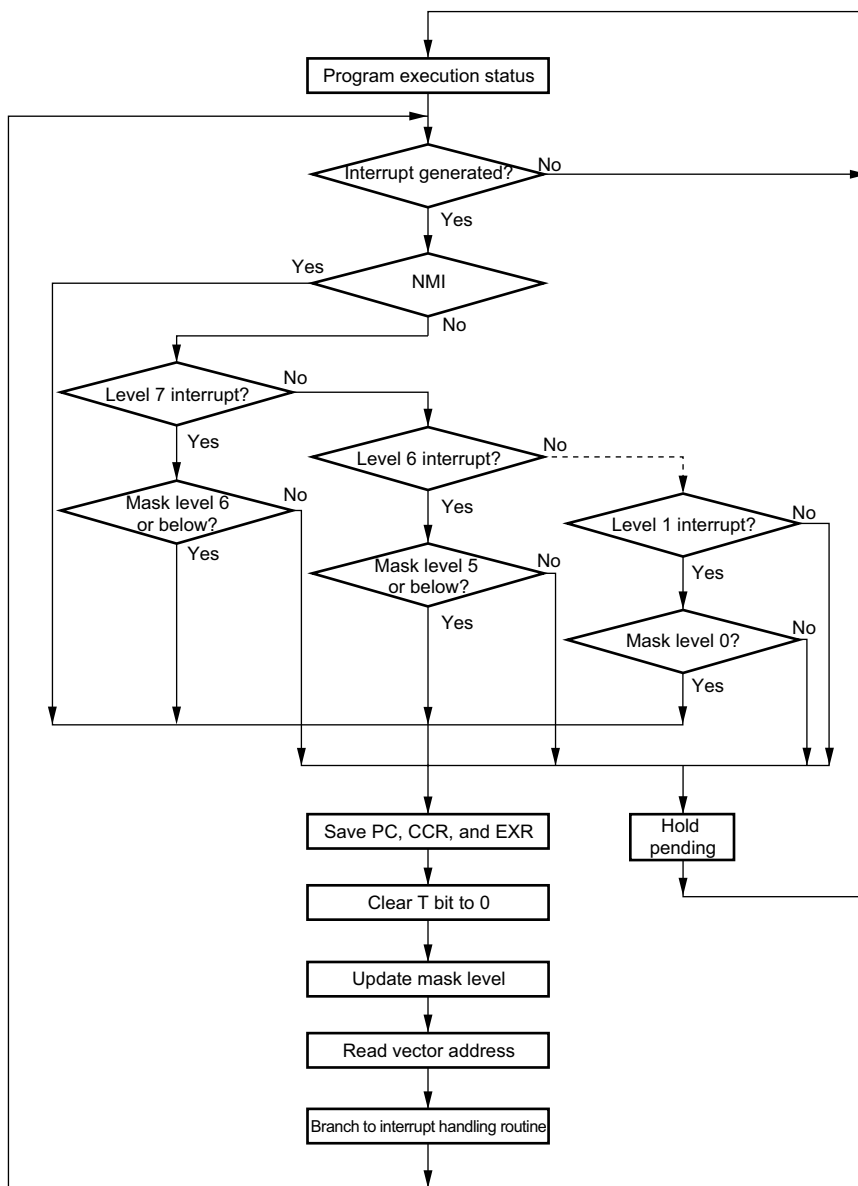 Program execution status
Interrupt generated?
No
Yes
Yes
NMI
No
Level 7 interrupt?
No
Yes
Level 6 interrupt?
No
Yes
Mask level 6
or below?
No
Yes
Level 1 interrupt?
No
Yes
Mask level 5
or below?
No
Yes
Mask level 0?
No
Yes
Save PC, CCR, and EXR
Hold
pending
Clear T bit to 0
Update mask level
Read vector address
Branch to interrupt handling routine